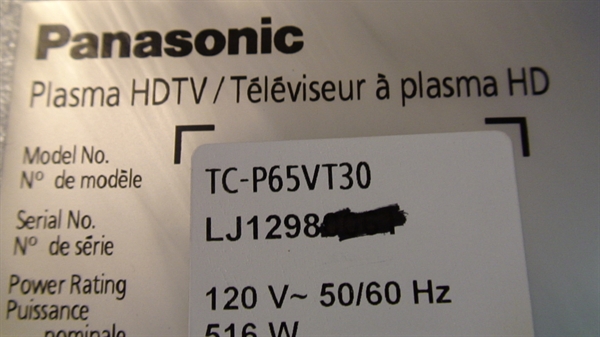 Panasonic
Plasma HDTV / Téléviseur à plasma HD
Model No.
N° de modèle
TC-P65VT30
Serial No.
N° de série
LJ1298
Power Rating
Puissance
nominale
120 V~ 50/60 Hz
516 W